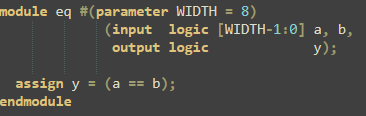 module eq #(parameter WIDTH = 8)
(input logic [WIDTH-1:0] a, b,
output logic y);
assign y = (a == b);
endmodule